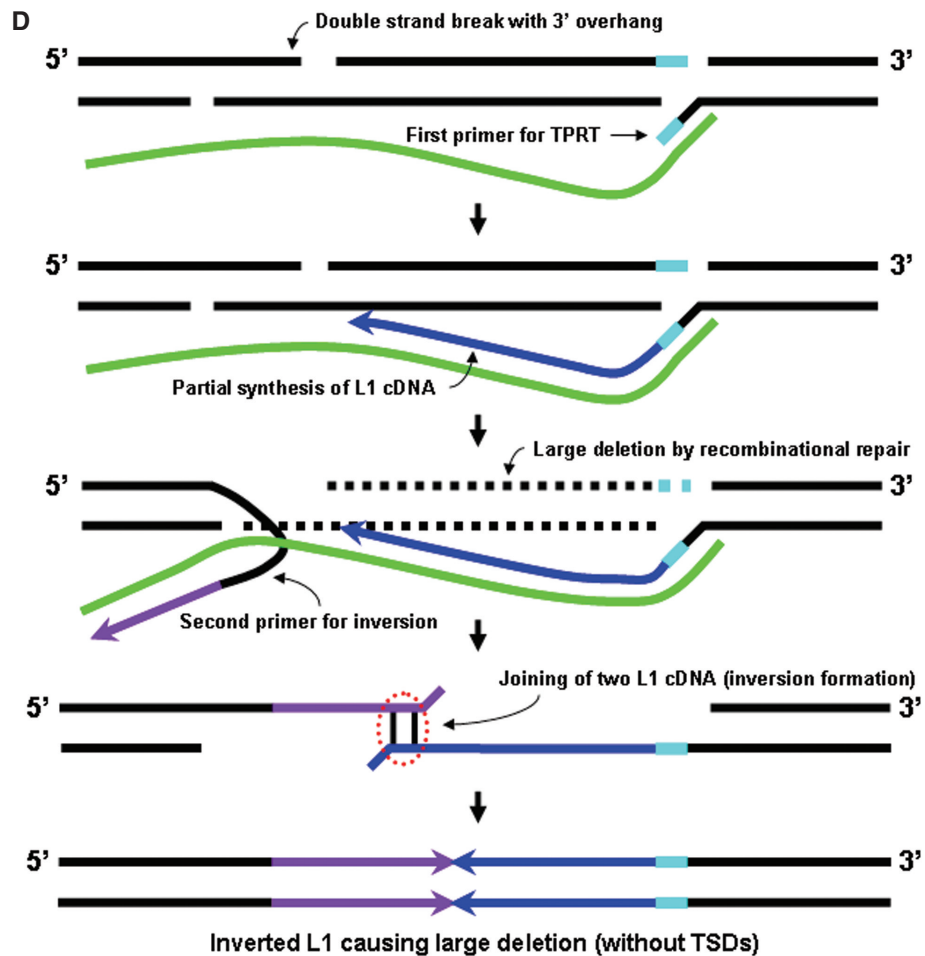 D
Double strand break with 3' overhang
5' 3'
First primer for TPRT
5' 3'
Partial synthesis of L1 cDNA
Large deletion by recombinational repair
5' 3'
Second primer for inversion
Joining of two L1 cDNA (inversion formation)
5' 3'
5' 3'
Inverted L1 causing large deletion (without TSDs)